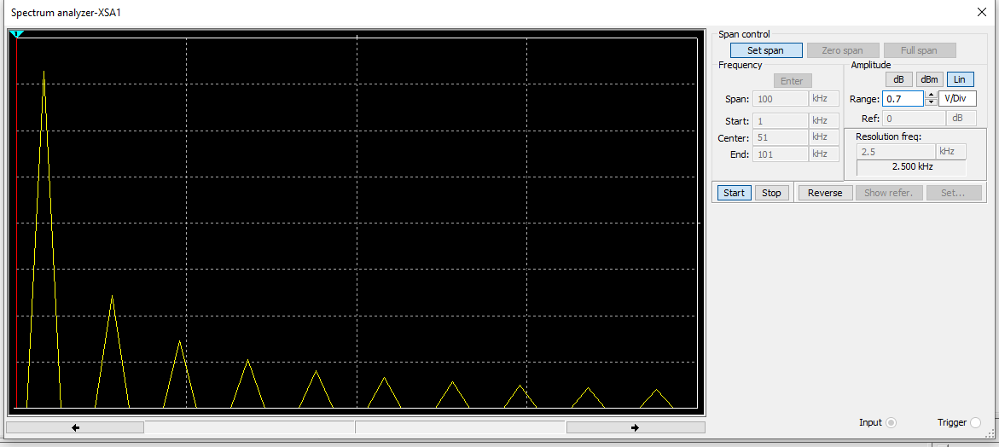 Spectrum analyzer-XSA1
1
Span control
Set span Zero span Full span
Frequency
Enter
Span: 100 kHz
Start: 1 kHz
Center: 51 kHz
End: 101 kHz
Amplitude
dB dBm Lin
Range: 0.7 V/Div
Ref: 0 dB
Resolution freq:
2.5 kHz
2.500 kHz
Start Stop Reverse Show refer. Set...
Input Trigger